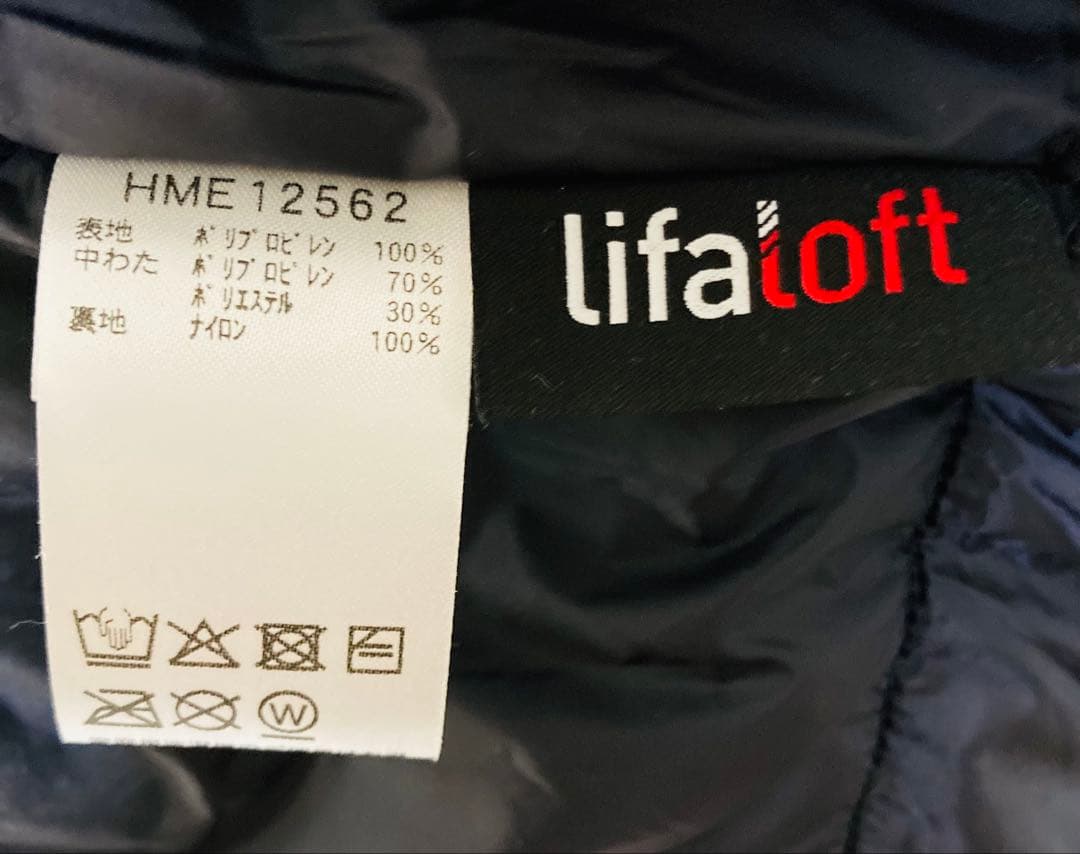 HME12562
表地 ポリプロピレン 100%
中わた ポリプロピレン 70%
ポリエステル 30%
裏地 ナイロン 100%
W
lifaloft